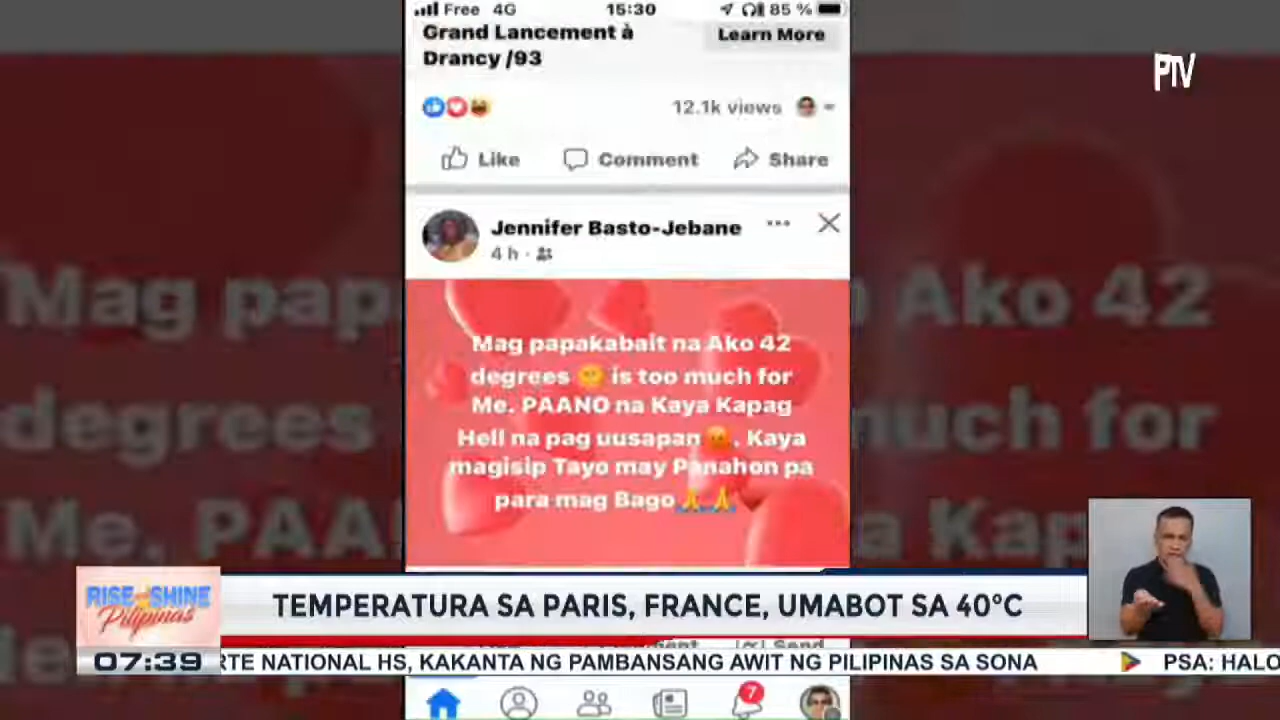 Free 4G 15:30 85 %
Grand Lancement à
Drancy /93
Learn More
12.1k views
Like Comment Share
PTV
Jennifer Basto-Jebane
4 h
Mag papakabait na Ako 42
degrees 🫠 is too much for
Me. PAANO na Kaya Kapag
Hell na pag uusapan 🥵. Kaya
magisip Tayo may Panahon pa
para mag Bago 🙏🙏
RISE AND SHINE
Pilipinas
TEMPERATURA SA PARIS, FRANCE, UMABOT SA 40°C
07:39
RTE NATIONAL HS, KAKANTA NG PAMBANSANG AWIT NG PILIPINAS SA SONA
PSA: HALO
Send
7